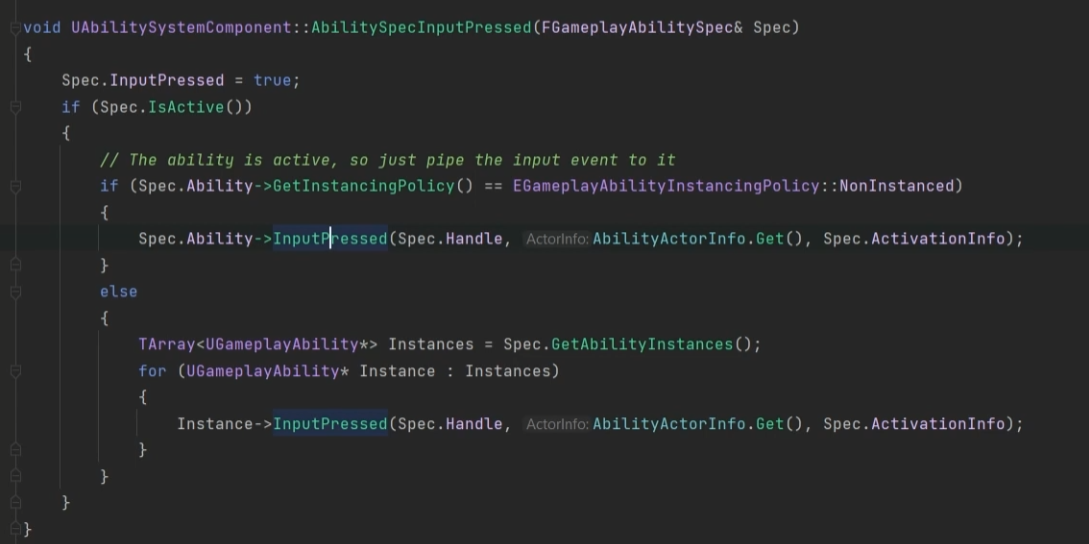 void UAbilitySystemComponent::AbilitySpecInputPressed(FGameplayAbilitySpec& Spec)
{
    Spec.InputPressed = true;
    if (Spec.IsActive())
    {
        // The ability is active, so just pipe the input event to it
        if (Spec.Ability->GetInstancingPolicy() == EGameplayAbilityInstancingPolicy::NonInstanced)
        {
            Spec.Ability->InputPressed(Spec.Handle, ActorInfo: AbilityActorInfo.Get(), Spec.ActivationInfo);
        }
        else
        {
            TArray<UGameplayAbility*> Instances = Spec.GetAbilityInstances();
            for (UGameplayAbility* Instance : Instances)
            {
                Instance->InputPressed(Spec.Handle, ActorInfo: AbilityActorInfo.Get(), Spec.ActivationInfo);
            }
        }
    }
}